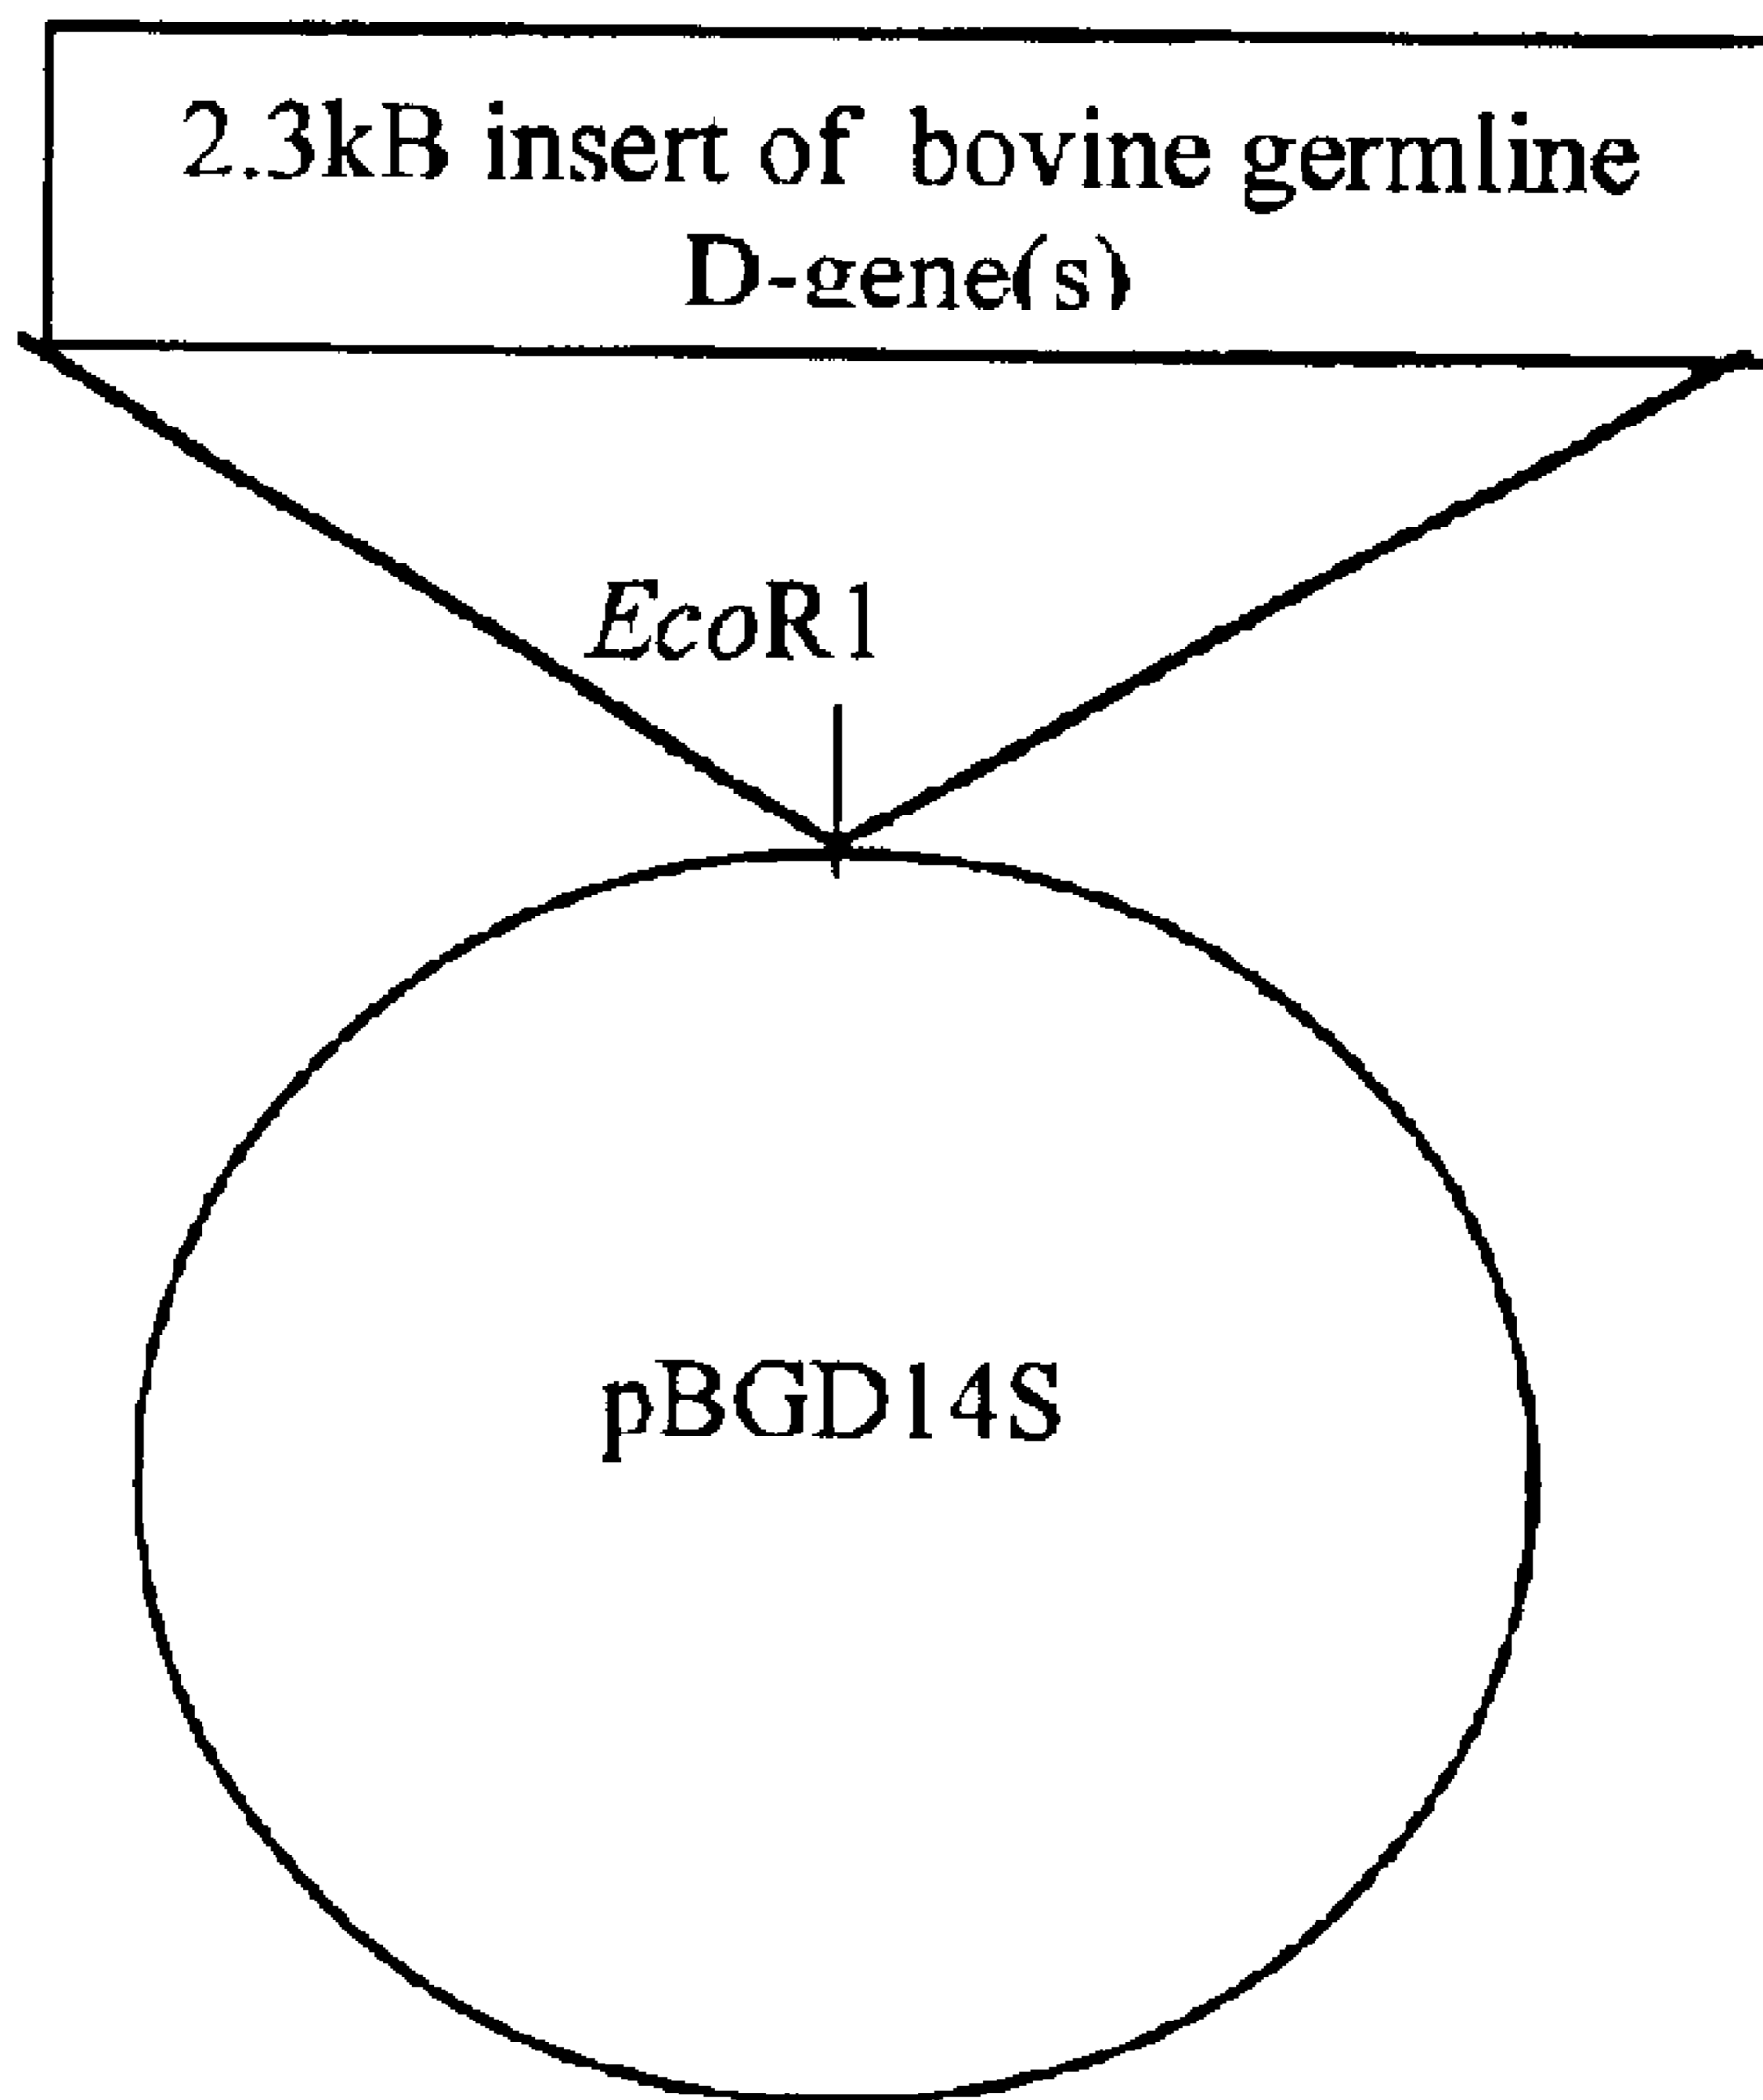 2.3kB insert of bovine germline
D-gene(s)
EcoR1
pBGD14S